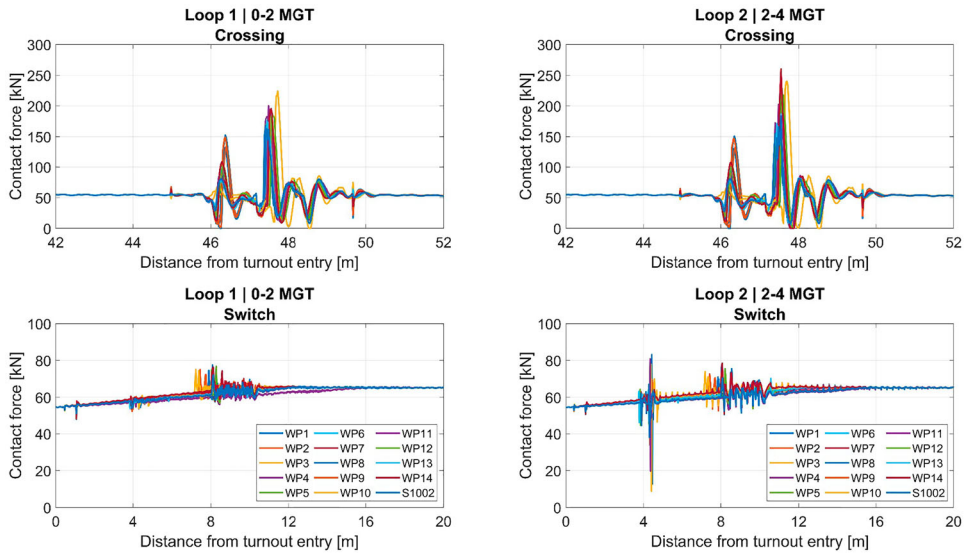 Loop 1 | 0-2 MGT
Crossing
Contact force [kN]
300
250
200
150
100
50
0
42 44 46 48 50 52
Distance from turnout entry [m]
Loop 2 | 2-4 MGT
Crossing
Contact force [kN]
300
250
200
150
100
50
0
42 44 46 48 50 52
Distance from turnout entry [m]
Loop 1 | 0-2 MGT
Switch
Contact force [kN]
100
80
60
40
20
0
0 4 8 12 16 20
Distance from turnout entry [m]
WP1 WP6 WP11
WP2 WP7 WP12
WP3 WP8 WP13
WP4 WP9 WP14
WP5 WP10 S1002
Loop 2 | 2-4 MGT
Switch
Contact force [kN]
100
80
60
40
20
0
0 4 8 12 16 20
Distance from turnout entry [m]
WP1 WP6 WP11
WP2 WP7 WP12
WP3 WP8 WP13
WP4 WP9 WP14
WP5 WP10 S1002